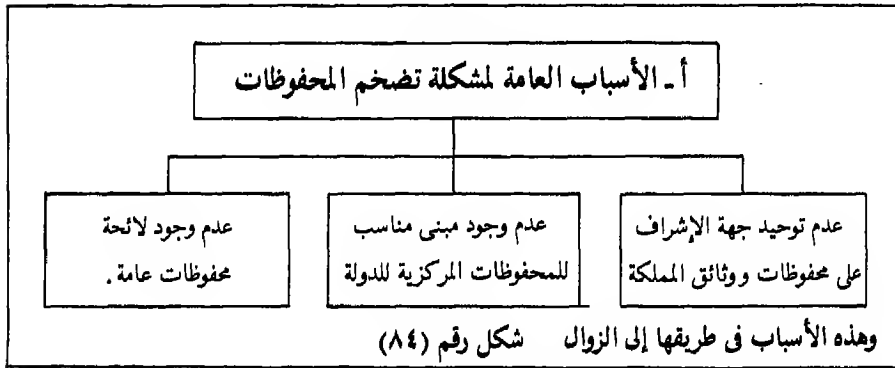 أ ـ الأسباب العامة لمشكلة تضخم المحفوظات
عدم توحيد جهة الإشراف
على محفوظات ووثائق المملكة
عدم وجود مبنى مناسب
للمحفوظات المركزية للدولة
عدم وجود لائحة
محفوظات عامة.
وهذه الأسباب فى طريقها إلى الزوال شكل رقم (٨٤)